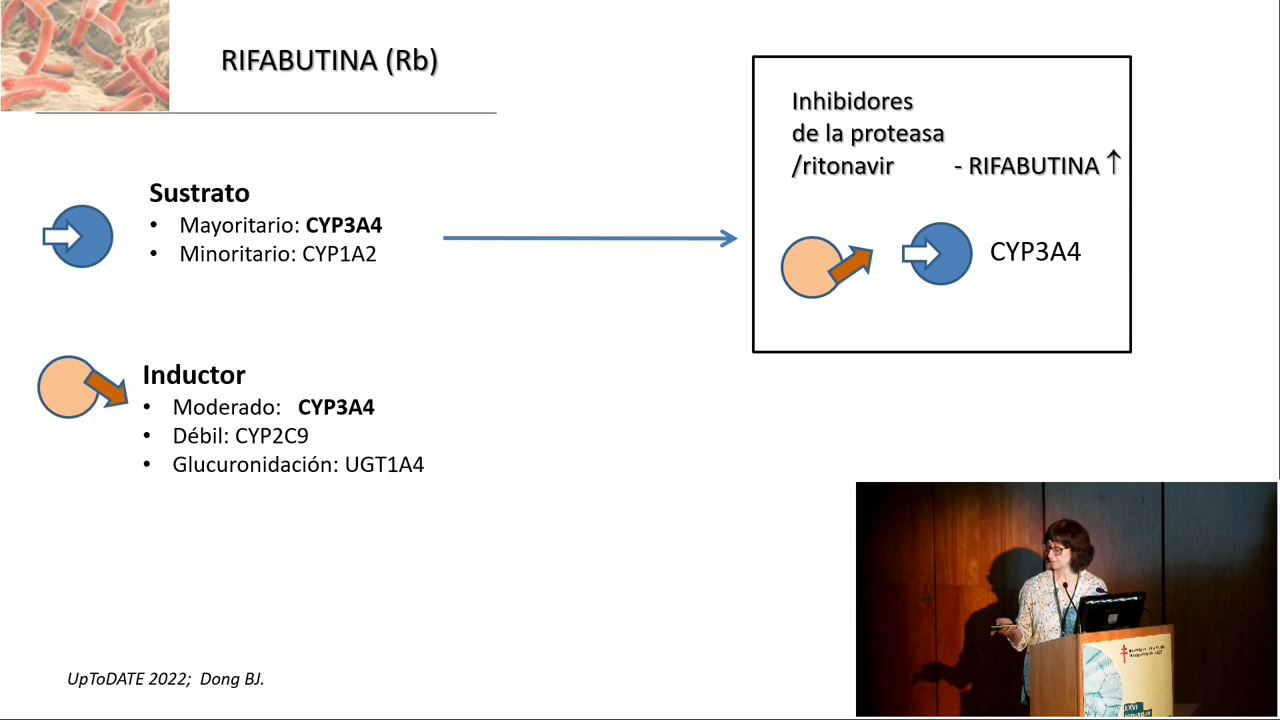 RIFABUTINA (Rb)
Sustrato
• Mayoritario: CYP3A4
• Minoritario: CYP1A2
Inductor
• Moderado: CYP3A4
• Débil: CYP2C9
• Glucuronidación: UGT1A4
Inhibidores
de la proteasa
/ritonavir - RIFABUTINA ↑
CYP3A4
UpToDATE 2022; Dong BJ.
XXVI